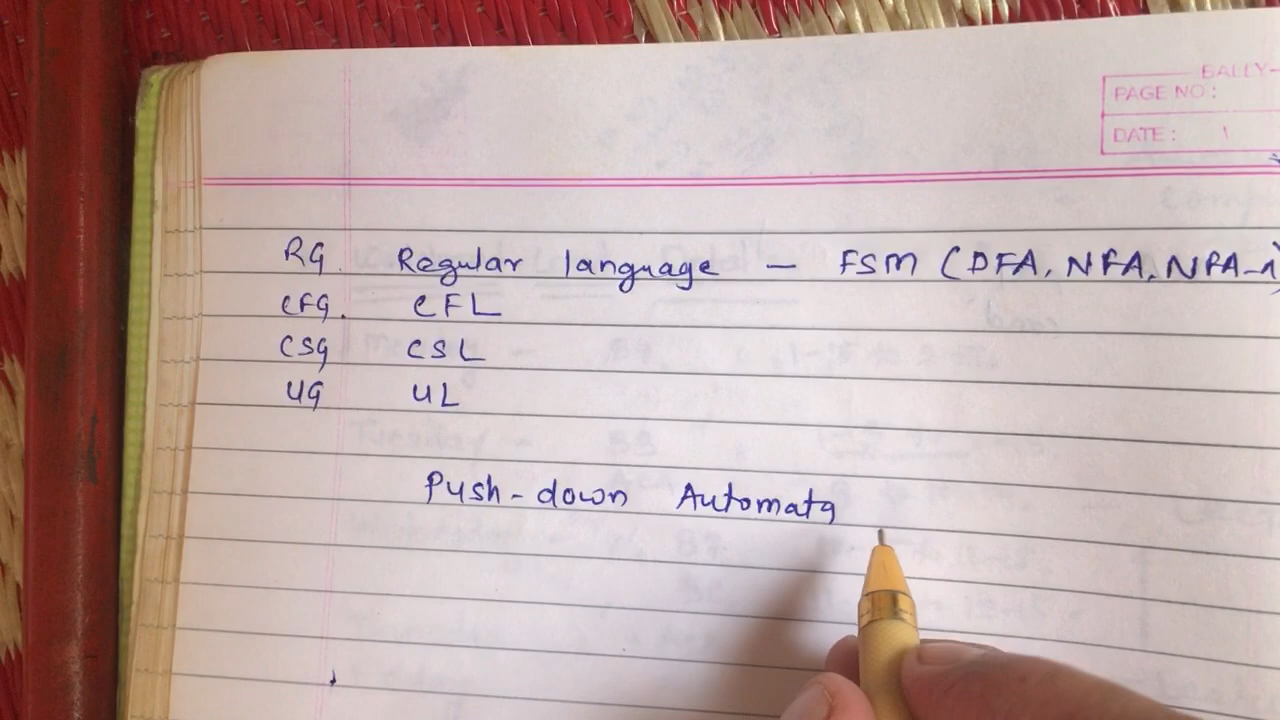 BALLY-
PAGE NO :
DATE :
RG. Regular language - FSM (DFA, NFA, NFA-λ)
CFG. CFL
CSG CSL
UG UL
Push-down Automata